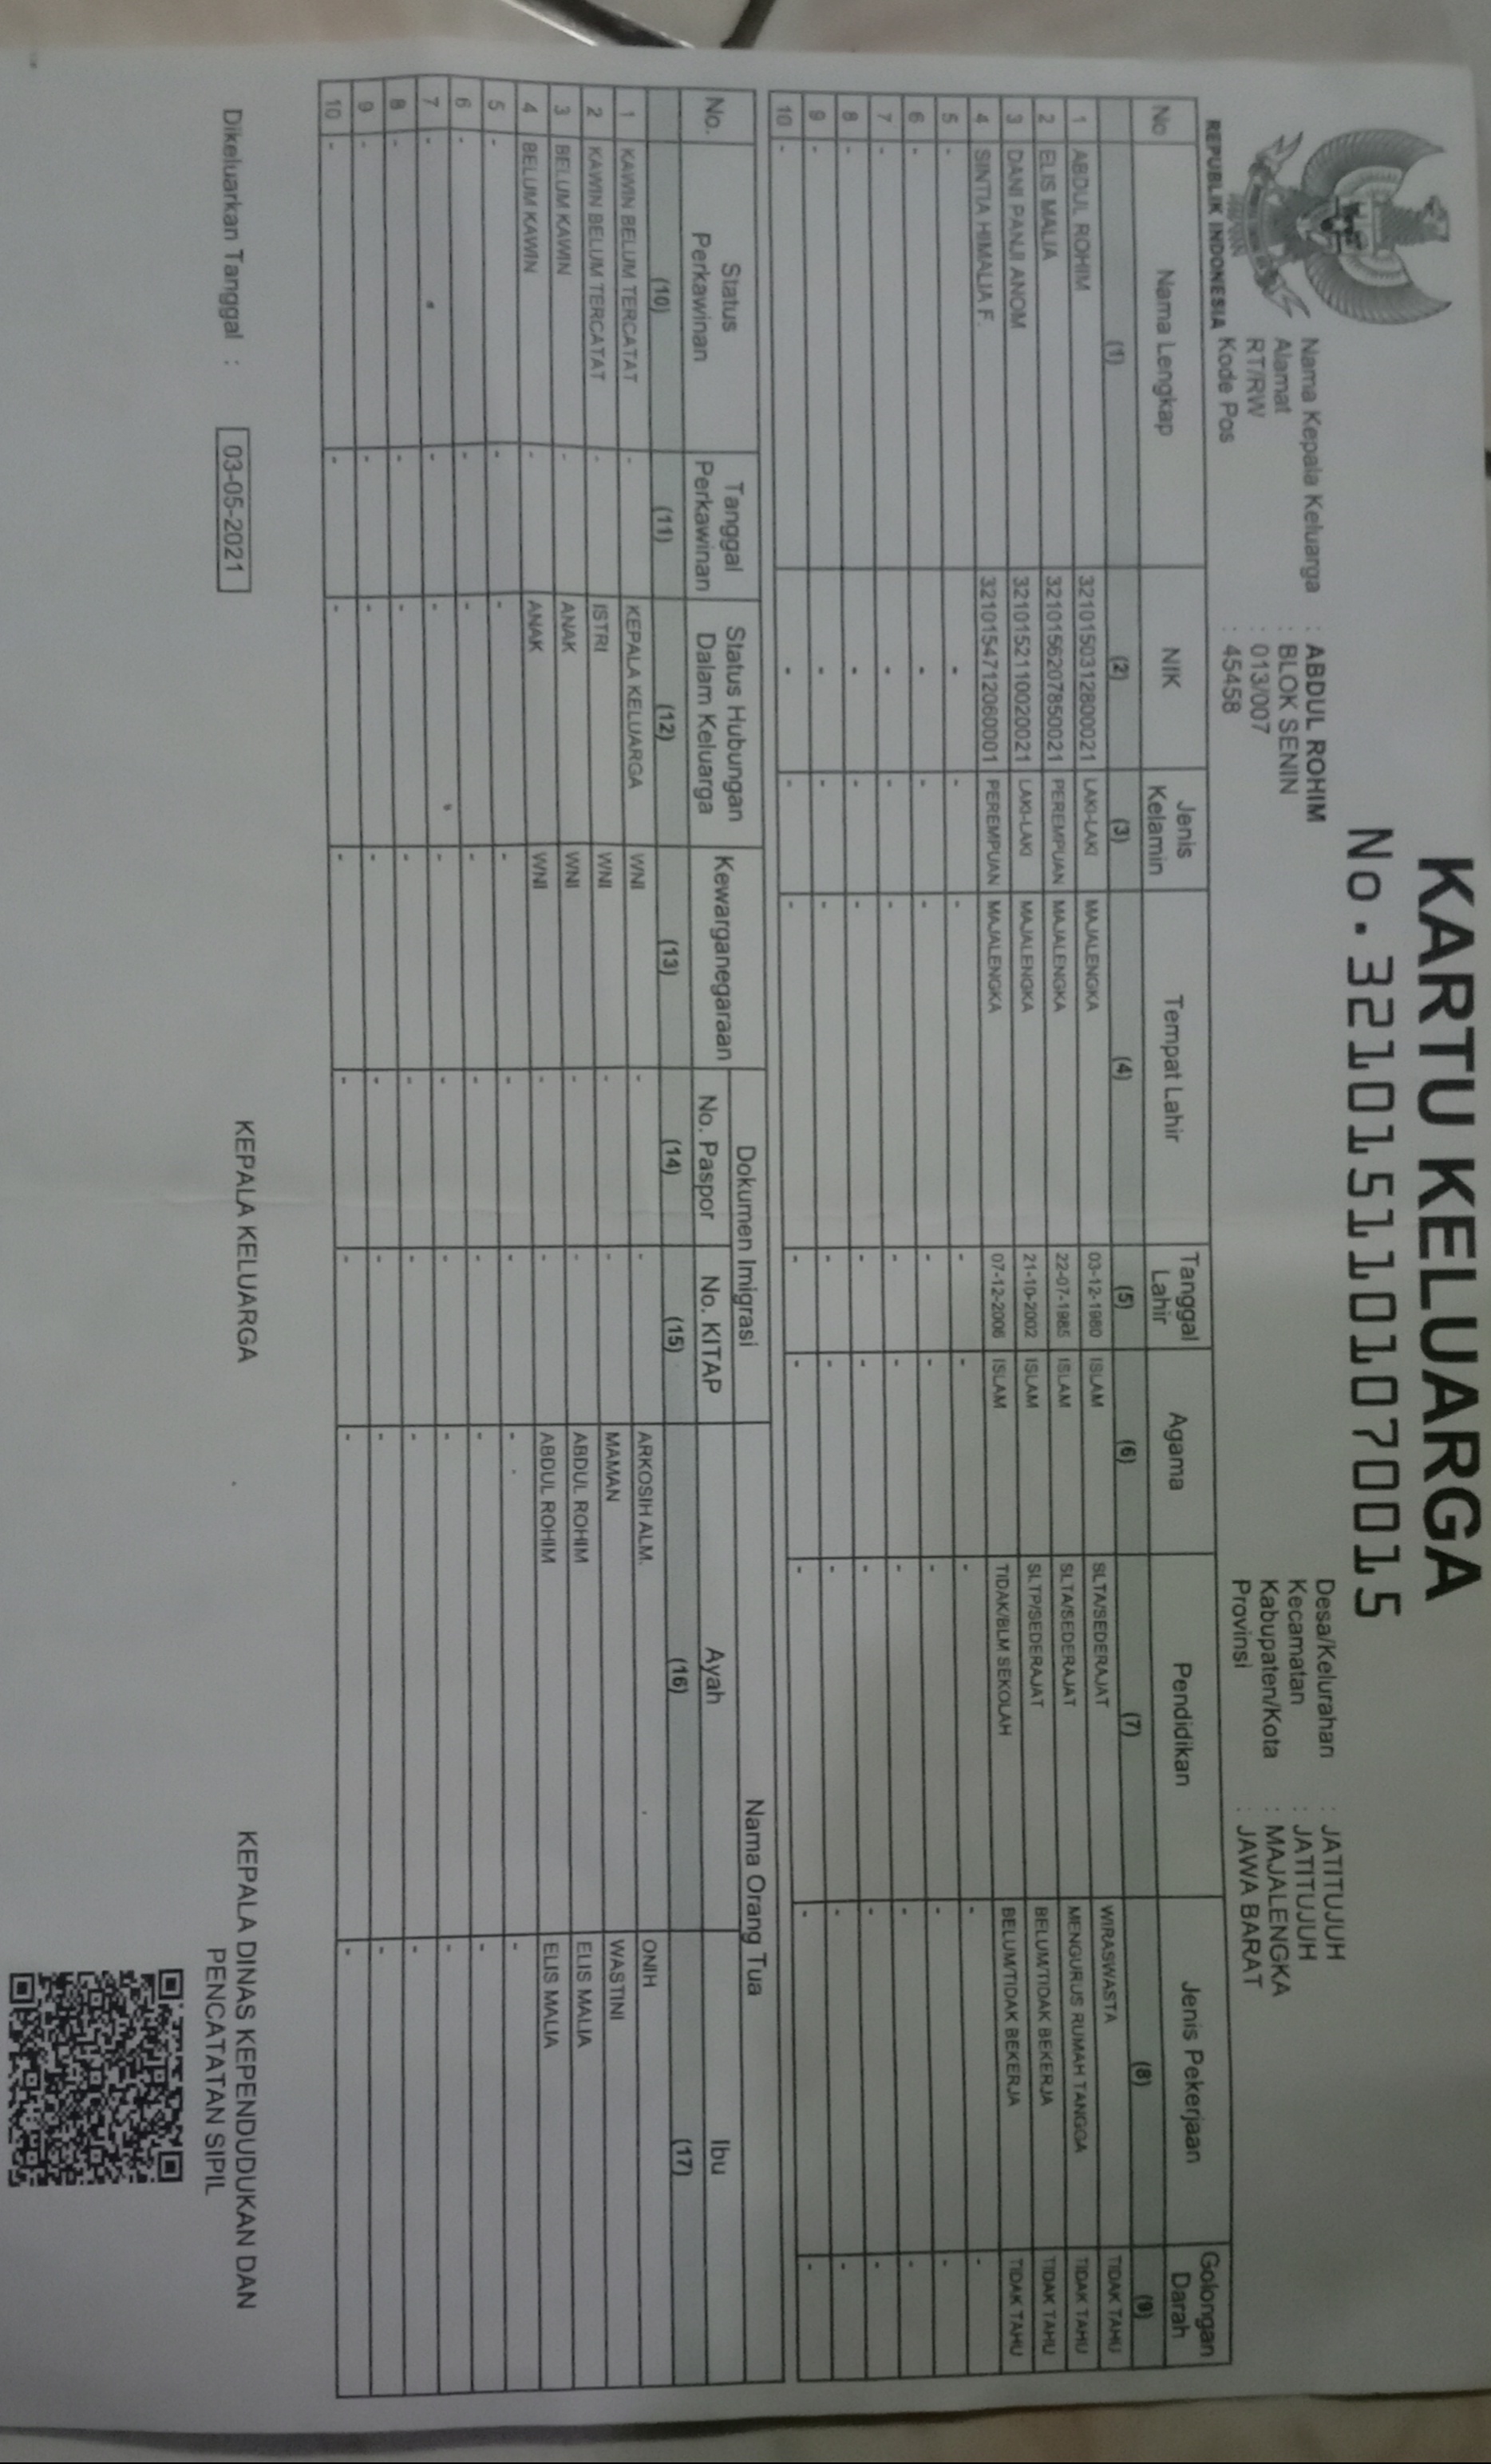 KARTU KELUARGA
No. 3210151101070015
REPUBLIK INDONESIA
Nama Kepala Keluarga : ABDUL ROHIM
Alamat : BLOK SENIN
RT/RW : 013/007
Kode Pos : 45458
Desa/Kelurahan : JATITUJUH
Kecamatan : JATITUJUH
Kabupaten/Kota : MAJALENGKA
Provinsi : JAWA BARAT
No Nama Lengkap NIK Jenis Kelamin Tempat Lahir Tanggal Lahir Agama Pendidikan Jenis Pekerjaan Golongan Darah
(1) (2) (3) (4) (5) (6) (7) (8) (9)
1 ABDUL ROHIM 3210150312800021 LAKI-LAKI MAJALENGKA 03-12-1980 ISLAM SLTA/SEDERAJAT WIRASWASTA TIDAK TAHU
2 ELIS MALIA 3210156207850021 PEREMPUAN MAJALENGKA 22-07-1985 ISLAM SLTA/SEDERAJAT MENGURUS RUMAH TANGGA TIDAK TAHU
3 DANI PANJI ANOM 3210152110020021 LAKI-LAKI MAJALENGKA 21-10-2002 ISLAM SLTP/SEDERAJAT BELUM/TIDAK BEKERJA TIDAK TAHU
4 SINTIA HIMALIA F. 3210154712060001 PEREMPUAN MAJALENGKA 07-12-2006 ISLAM TIDAK/BLM SEKOLAH BELUM/TIDAK BEKERJA TIDAK TAHU
5 - - - - - - - - -
6 - - - - - - - - -
7 - - - - - - - - -
8 - - - - - - - - -
9 - - - - - - - - -
10 - - - - - - - - -
No. Status Perkawinan Tanggal Perkawinan Status Hubungan Dalam Keluarga Kewarganegaraan Dokumen Imigrasi Nama Orang Tua
No. Paspor No. KITAP Ayah Ibu
(10) (11) (12) (13) (14) (15) (16) (17)
1 KAWIN BELUM TERCATAT - KEPALA KELUARGA WNI - - ARKOSIH ALM. ONIH
2 KAWIN BELUM TERCATAT - ISTRI WNI - - MAMAN WASTINI
3 BELUM KAWIN - ANAK WNI - - ABDUL ROHIM ELIS MALIA
4 BELUM KAWIN - ANAK WNI - - ABDUL ROHIM ELIS MALIA
5 - - - - - - - -
6 - - - - - - - -
7 - - - - - - - -
8 - - - - - - - -
9 - - - - - - - -
10 - - - - - - - -
Dikeluarkan Tanggal : 03-05-2021
KEPALA KELUARGA
KEPALA DINAS KEPENDUDUKAN DAN
PENCATATAN SIPIL